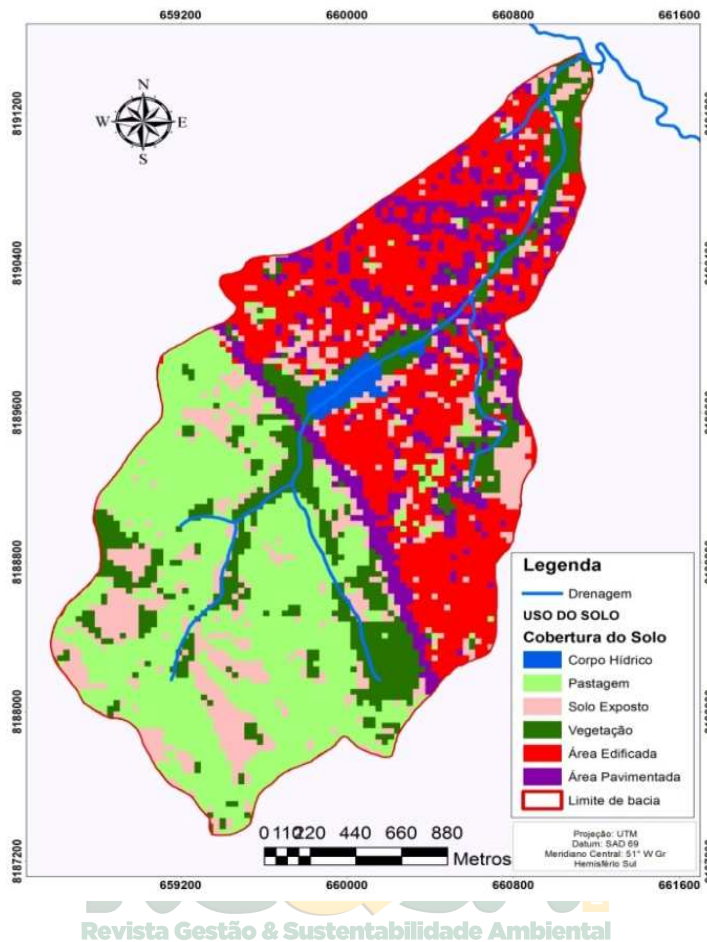 659200 660000 660800 661600
N
W E
S
8191200
8190400
8189600
8188800
8188000
8187200
Legenda
Drenagem
USO DO SOLO
Cobertura do Solo
Corpo Hídrico
Pastagem
Solo Exposto
Vegetação
Área Edificada
Área Pavimentada
Limite de bacia
0 110220 440 660 880
Metros
Projeção: UTM
Datum: SAD 69
Meridiano Central: 51° W Gr
Hemisfério Sul
659200 660000 660800 661600
Revista Gestão & Sustentabilidade Ambiental